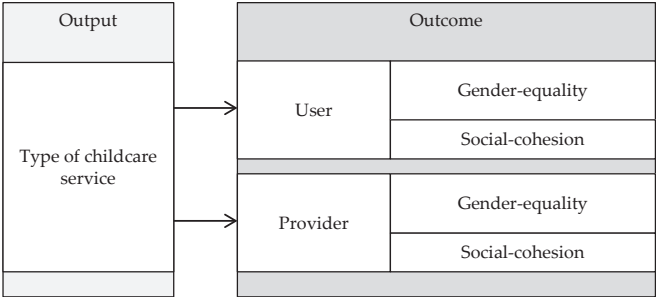 Output
Outcome
Type of childcare
service
User
Gender-equality
Social-cohesion
Provider
Gender-equality
Social-cohesion